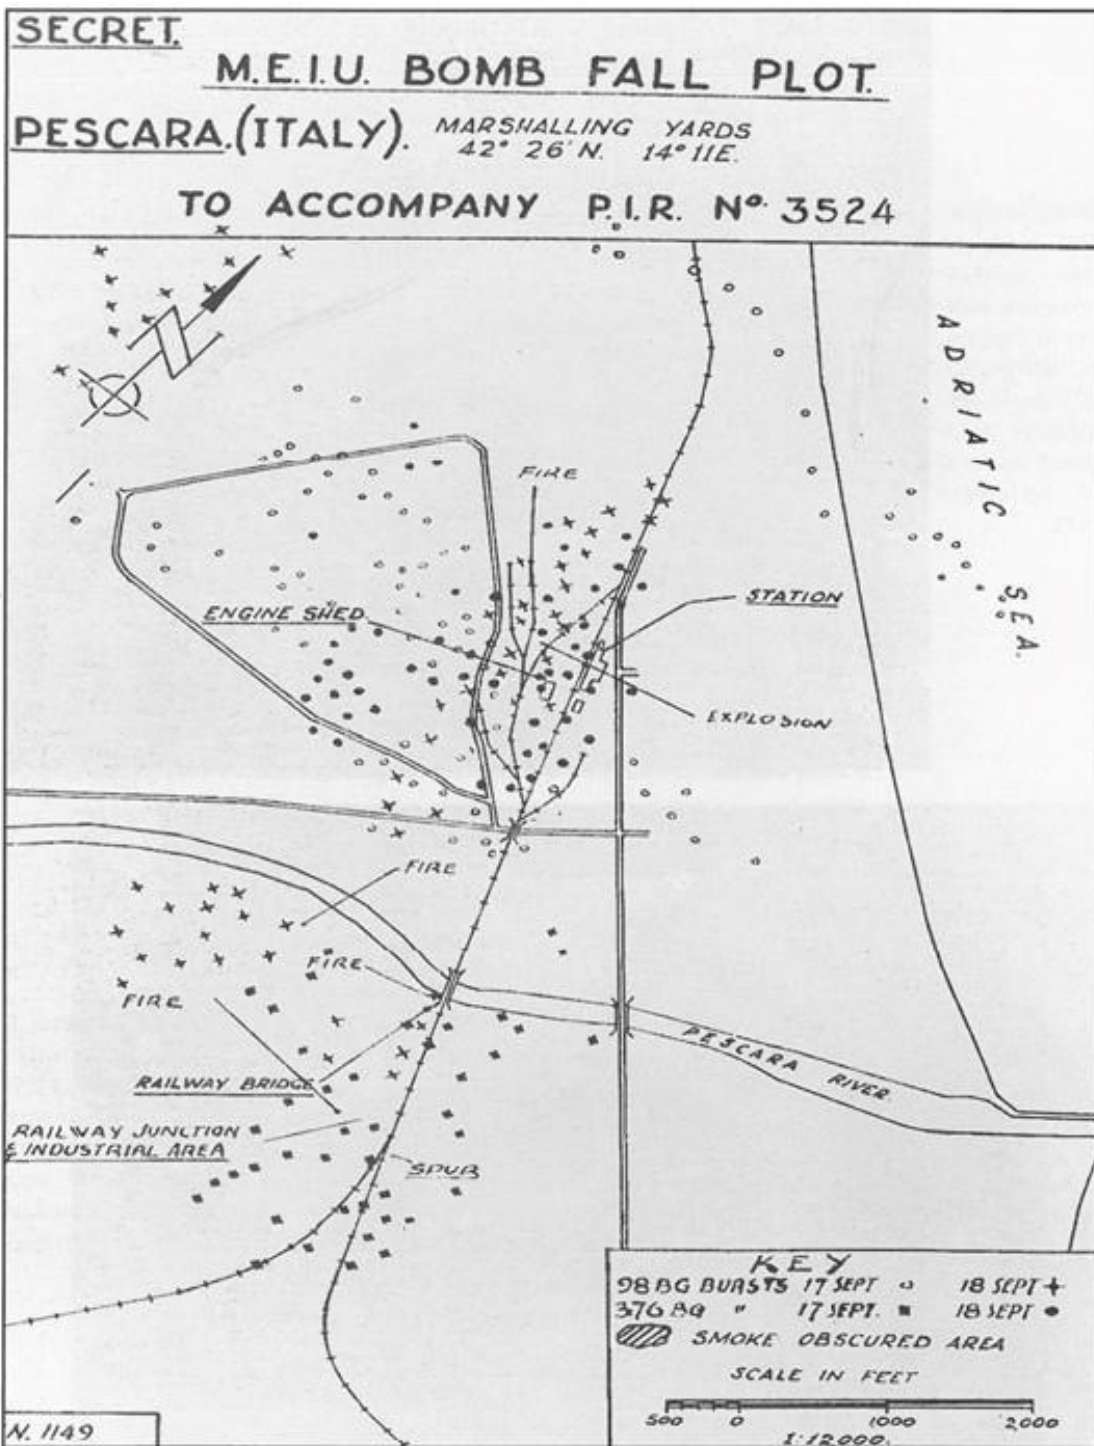 SECRET.
M.E.I.U. BOMB FALL PLOT.
PESCARA.(ITALY). MARSHALLING YARDS
42° 26' N. 14° 11E.
TO ACCOMPANY P.I.R. Nº 3524
ADRIATIC SEA.
FIRE
ENGINE SHED
STATION
EXPLOSION
FIRE
FIRE
FIRE
PESCARA RIVER
RAILWAY BRIDGE
RAILWAY JUNCTION
& INDUSTRIAL AREA
SPUR
KEY
98 BG BURSTS 17 SEPT 18 SEPT
376 BG " 17 SEPT. 18 SEPT
SMOKE OBSCURED AREA
SCALE IN FEET
500 0 1000 2,000
1:12000.
N. 1149